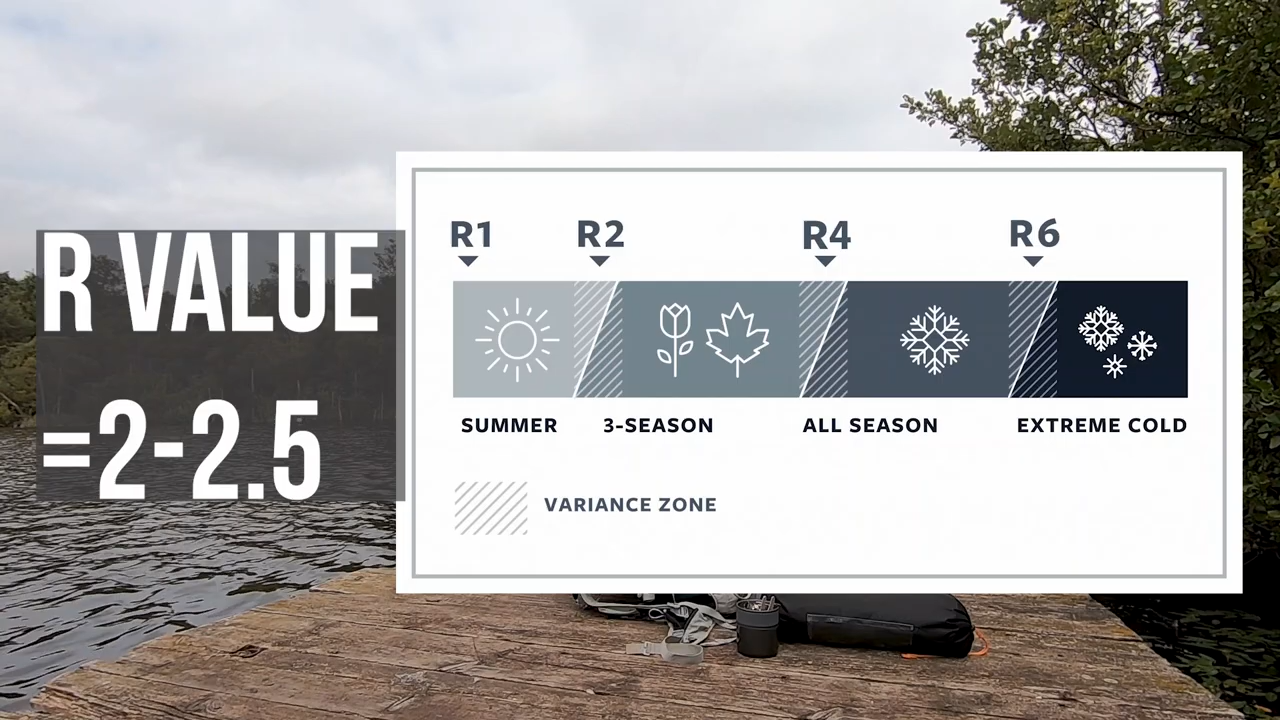 R VALUE
=2-2.5
R1 R2 R4 R6
SUMMER 3-SEASON ALL SEASON EXTREME COLD
VARIANCE ZONE